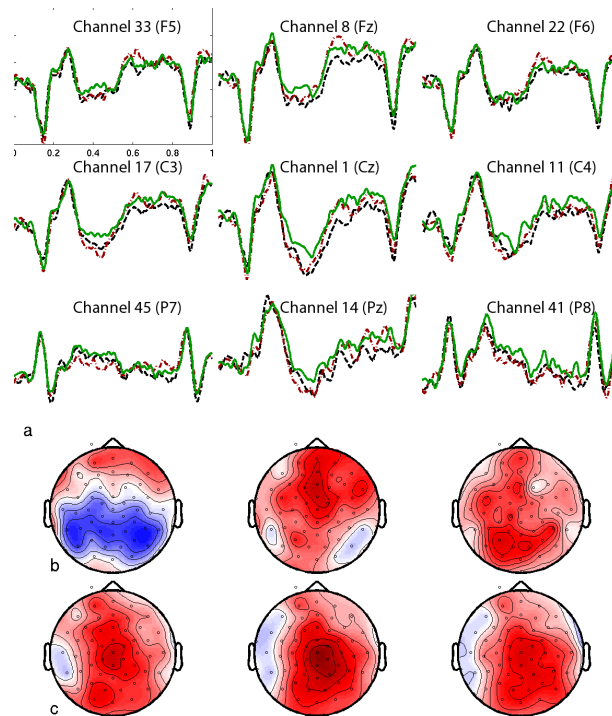 Channel 33 (F5) Channel 8 (Fz) Channel 22 (F6)
0 0.2 0.4 0.6 0.8 1
Channel 17 (C3) Channel 1 (Cz) Channel 11 (C4)
Channel 45 (P7) Channel 14 (Pz) Channel 41 (P8)
a
b
c